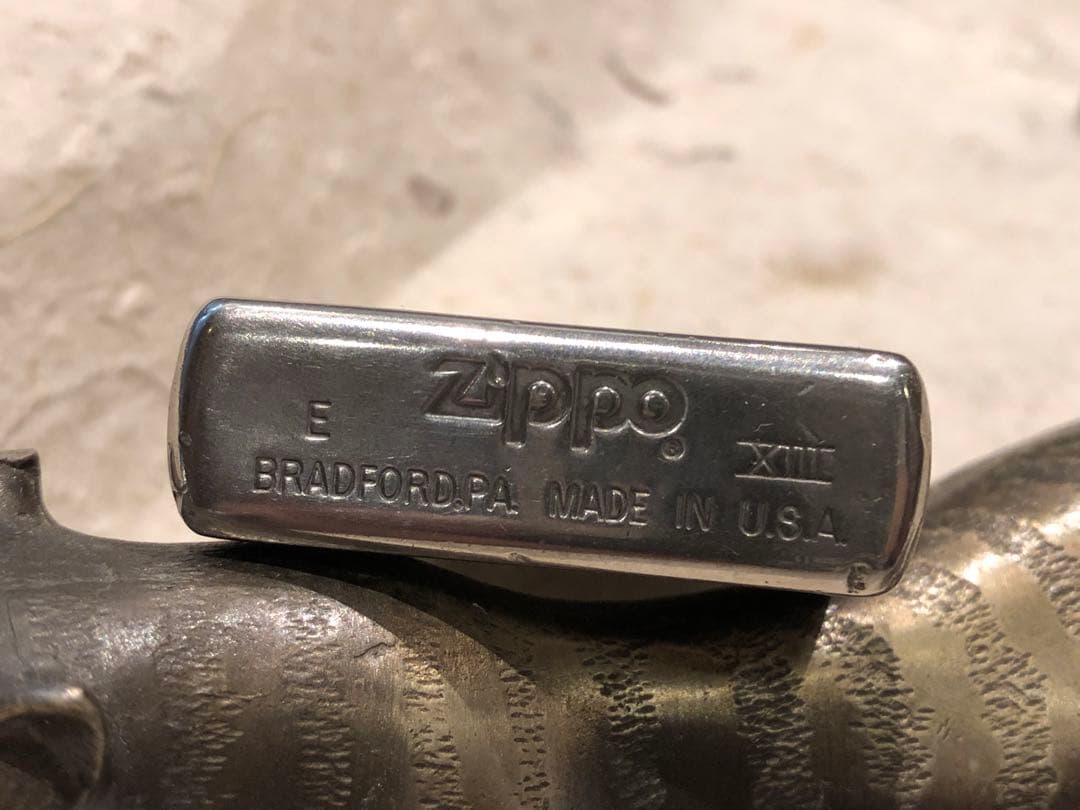 Zippo ®
E XIII
BRADFORD.PA. MADE IN U.S.A.